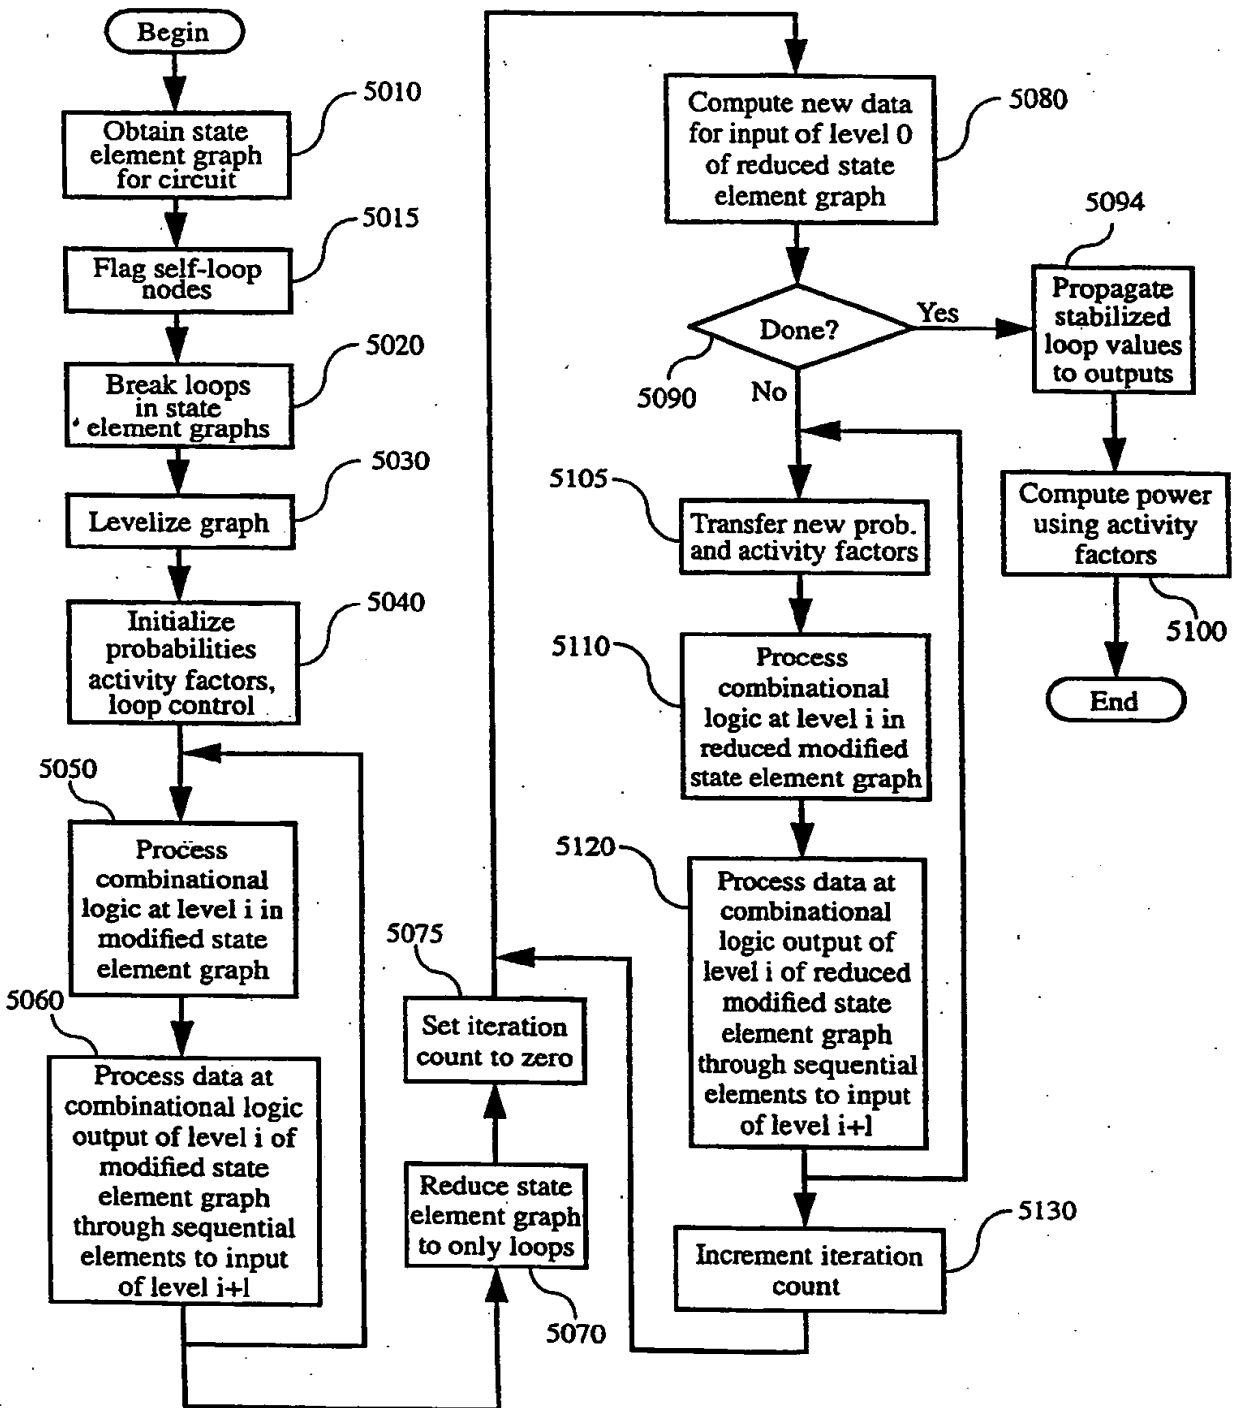 Begin
5010
Obtain state
element graph
for circuit
5015
Flag self-loop
nodes
5020
Break loops
in state
element graphs
5030
Levelize graph
5040
Initialize
probabilities
activity factors,
loop control
5050
Process
combinational
logic at level i in
modified state
element graph
5060
Process data at
combinational logic
output of level i of
modified state
element graph
through sequential
elements to input
of level i+l
5070
Reduce state
element graph
to only loops
5075
Set iteration
count to zero
5080
Compute new data
for input of level 0
of reduced state
element graph
5090
Done?
Yes
No
5094
Propagate
stabilized
loop values
to outputs
5100
Compute power
using activity
factors
End
5105
Transfer new prob.
and activity factors
5110
Process
combinational
logic at level i in
reduced modified
state element graph
5120
Process data at
combinational
logic output of
level i of reduced
modified state
element graph
through sequential
elements to input
of level i+l
5130
Increment iteration
count